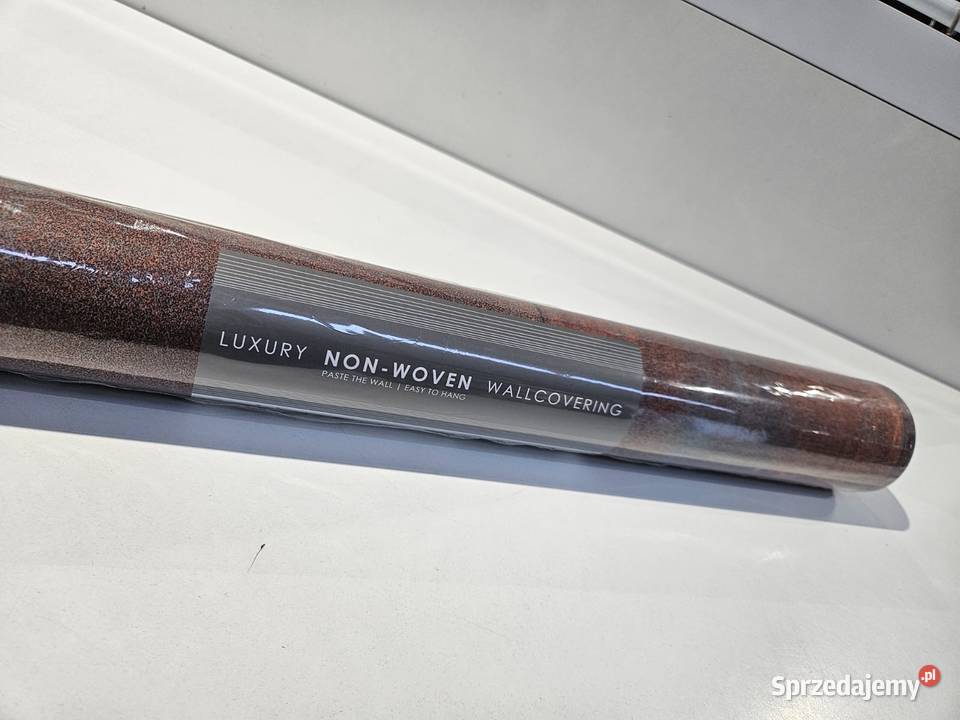 LUXURY NON-WOVEN WALLCOVERING
PASTE THE WALL | EASY TO HANG
Sprzedajemy.pl